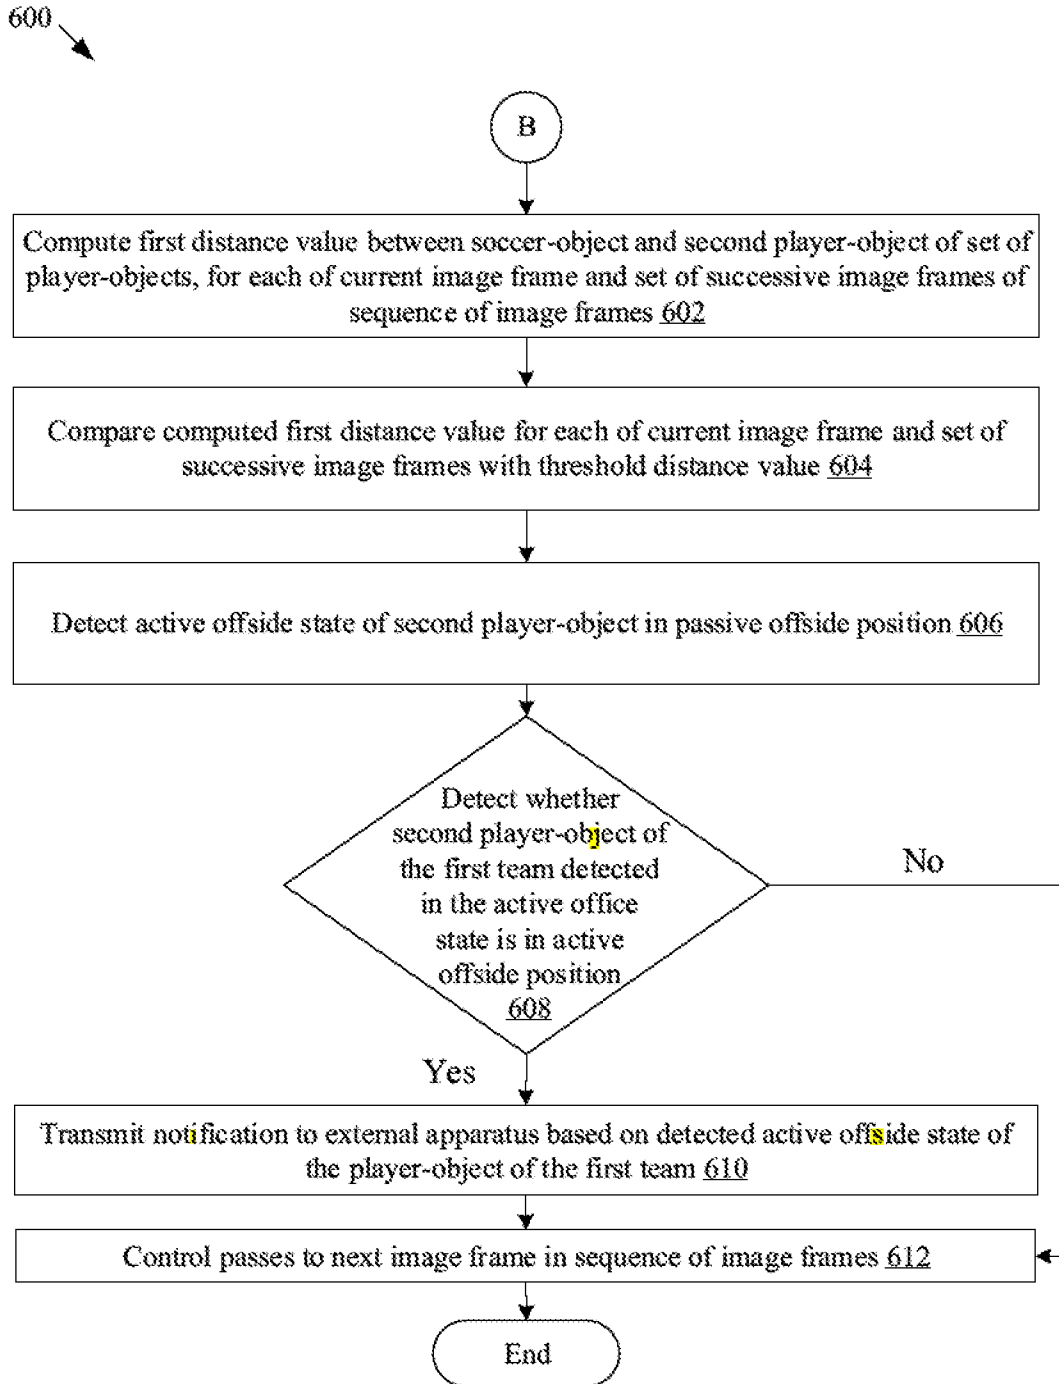 600
B
Compute first distance value between soccer-object and second player-object of set of
player-objects, for each of current image frame and set of successive image frames of
sequence of image frames 602
Compare computed first distance value for each of current image frame and set of
successive image frames with threshold distance value 604
Detect active offside state of second player-object in passive offside position 606
Detect whether
second player-object of
the first team detected
in the active office
state is in active
offside position
608
No
Yes
Transmit notification to external apparatus based on detected active offside state of
the player-object of the first team 610
Control passes to next image frame in sequence of image frames 612
End